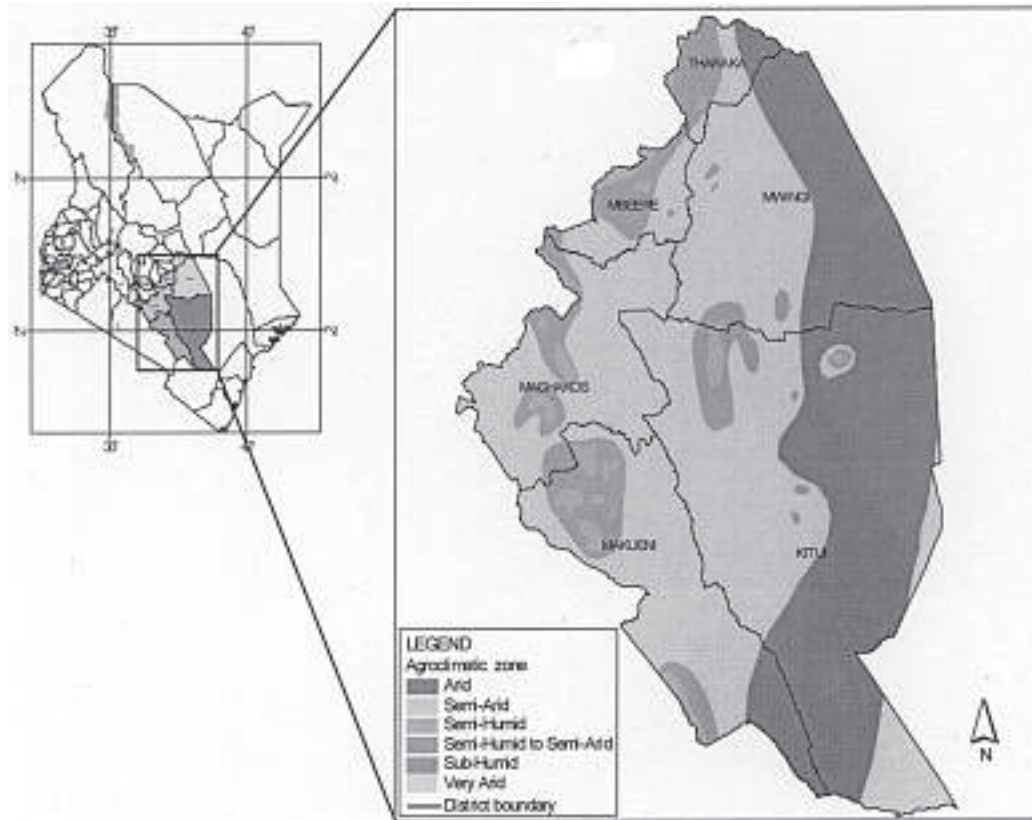 THARAKA
MBEERE
MWINGI
MACHAKOS
MAKUENI
KITUI
LEGEND
Agroclimatic zone
Arid
Semi-Arid
Semi-Humid
Semi-Humid to Semi-Arid
Sub-Humid
Very Arid
District boundary
N